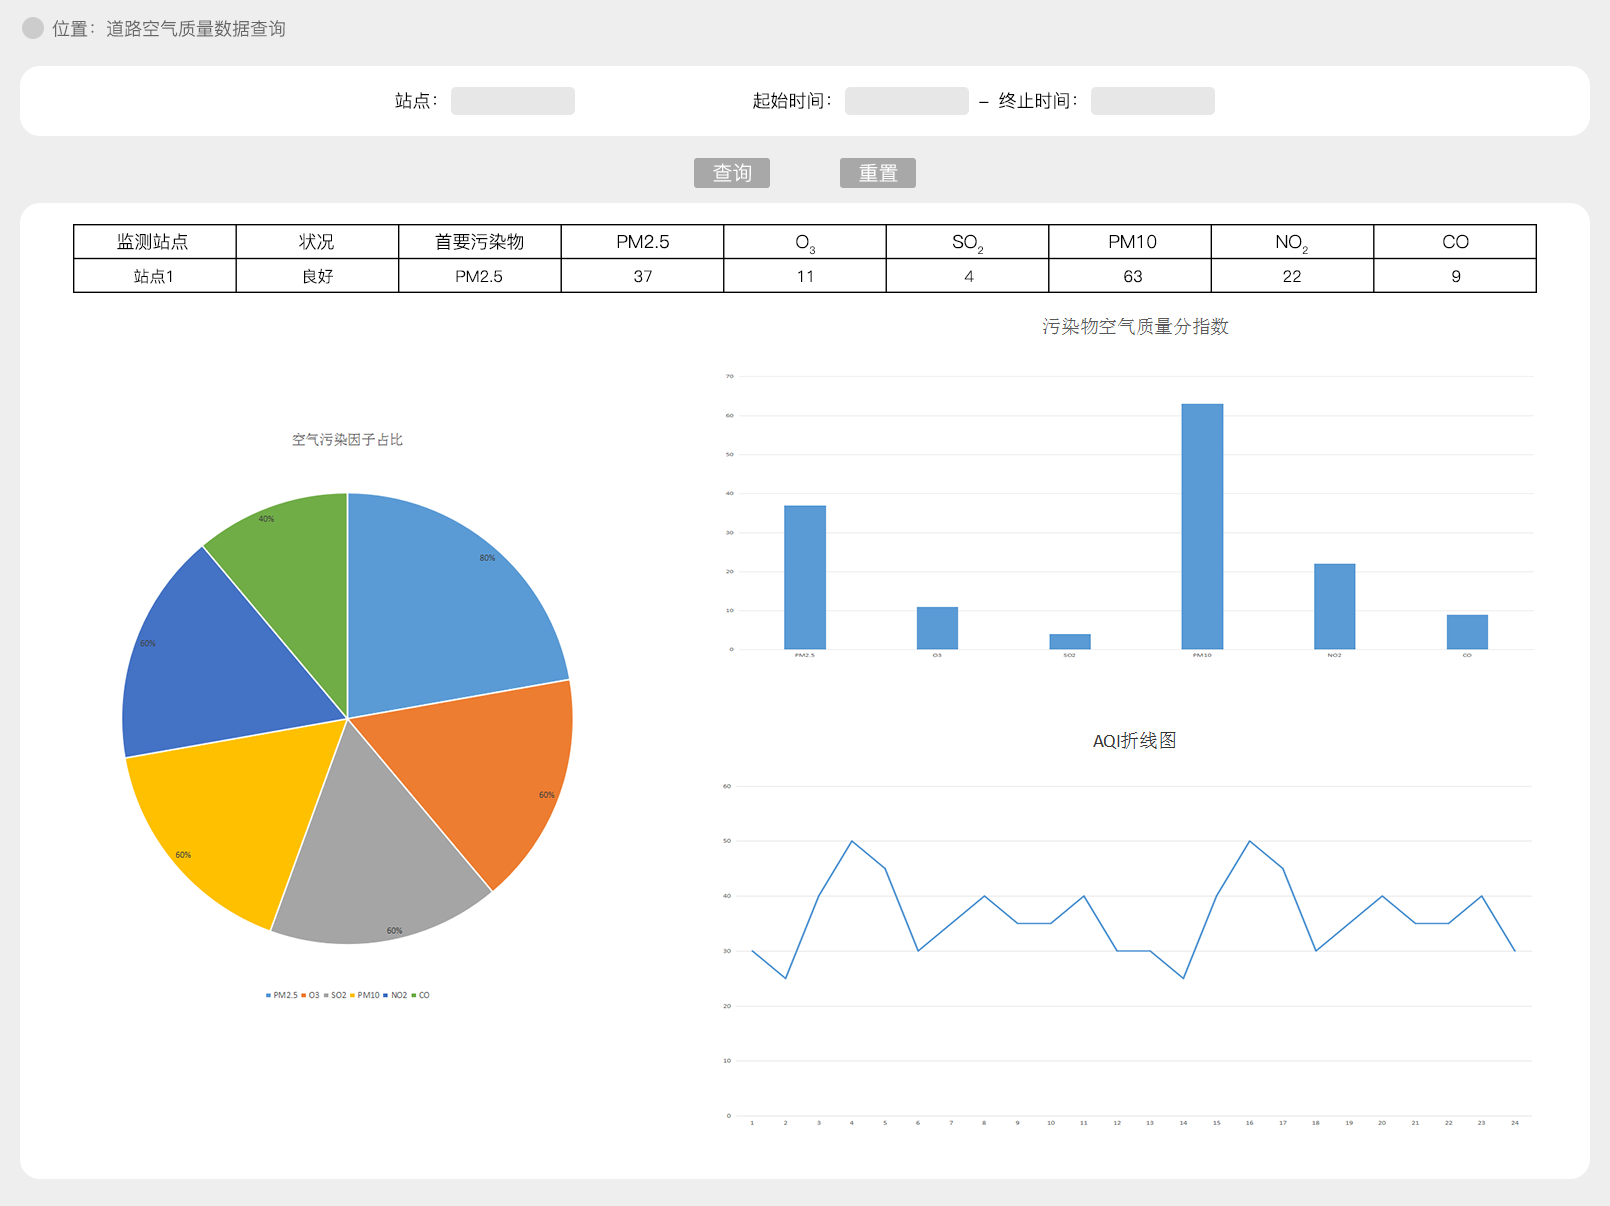 位置：道路空气质量数据查询
站点： 起始时间： – 终止时间：
查询 重置
监测站点 状况 首要污染物 PM2.5 O3 SO2 PM10 NO2 CO
站点1 良好 PM2.5 37 11 4 63 22 9
空气污染因子占比
80%
60%
60%
60%
60%
40%
PM2.5 O3 SO2 PM10 NO2 CO
污染物空气质量分指数
70
60
50
40
30
20
10
0
PM2.5 O3 SO2 PM10 NO2 CO
AQI折线图
60
50
40
30
20
10
0
1 2 3 4 5 6 7 8 9 10 11 12 13 14 15 16 17 18 19 20 21 22 23 24